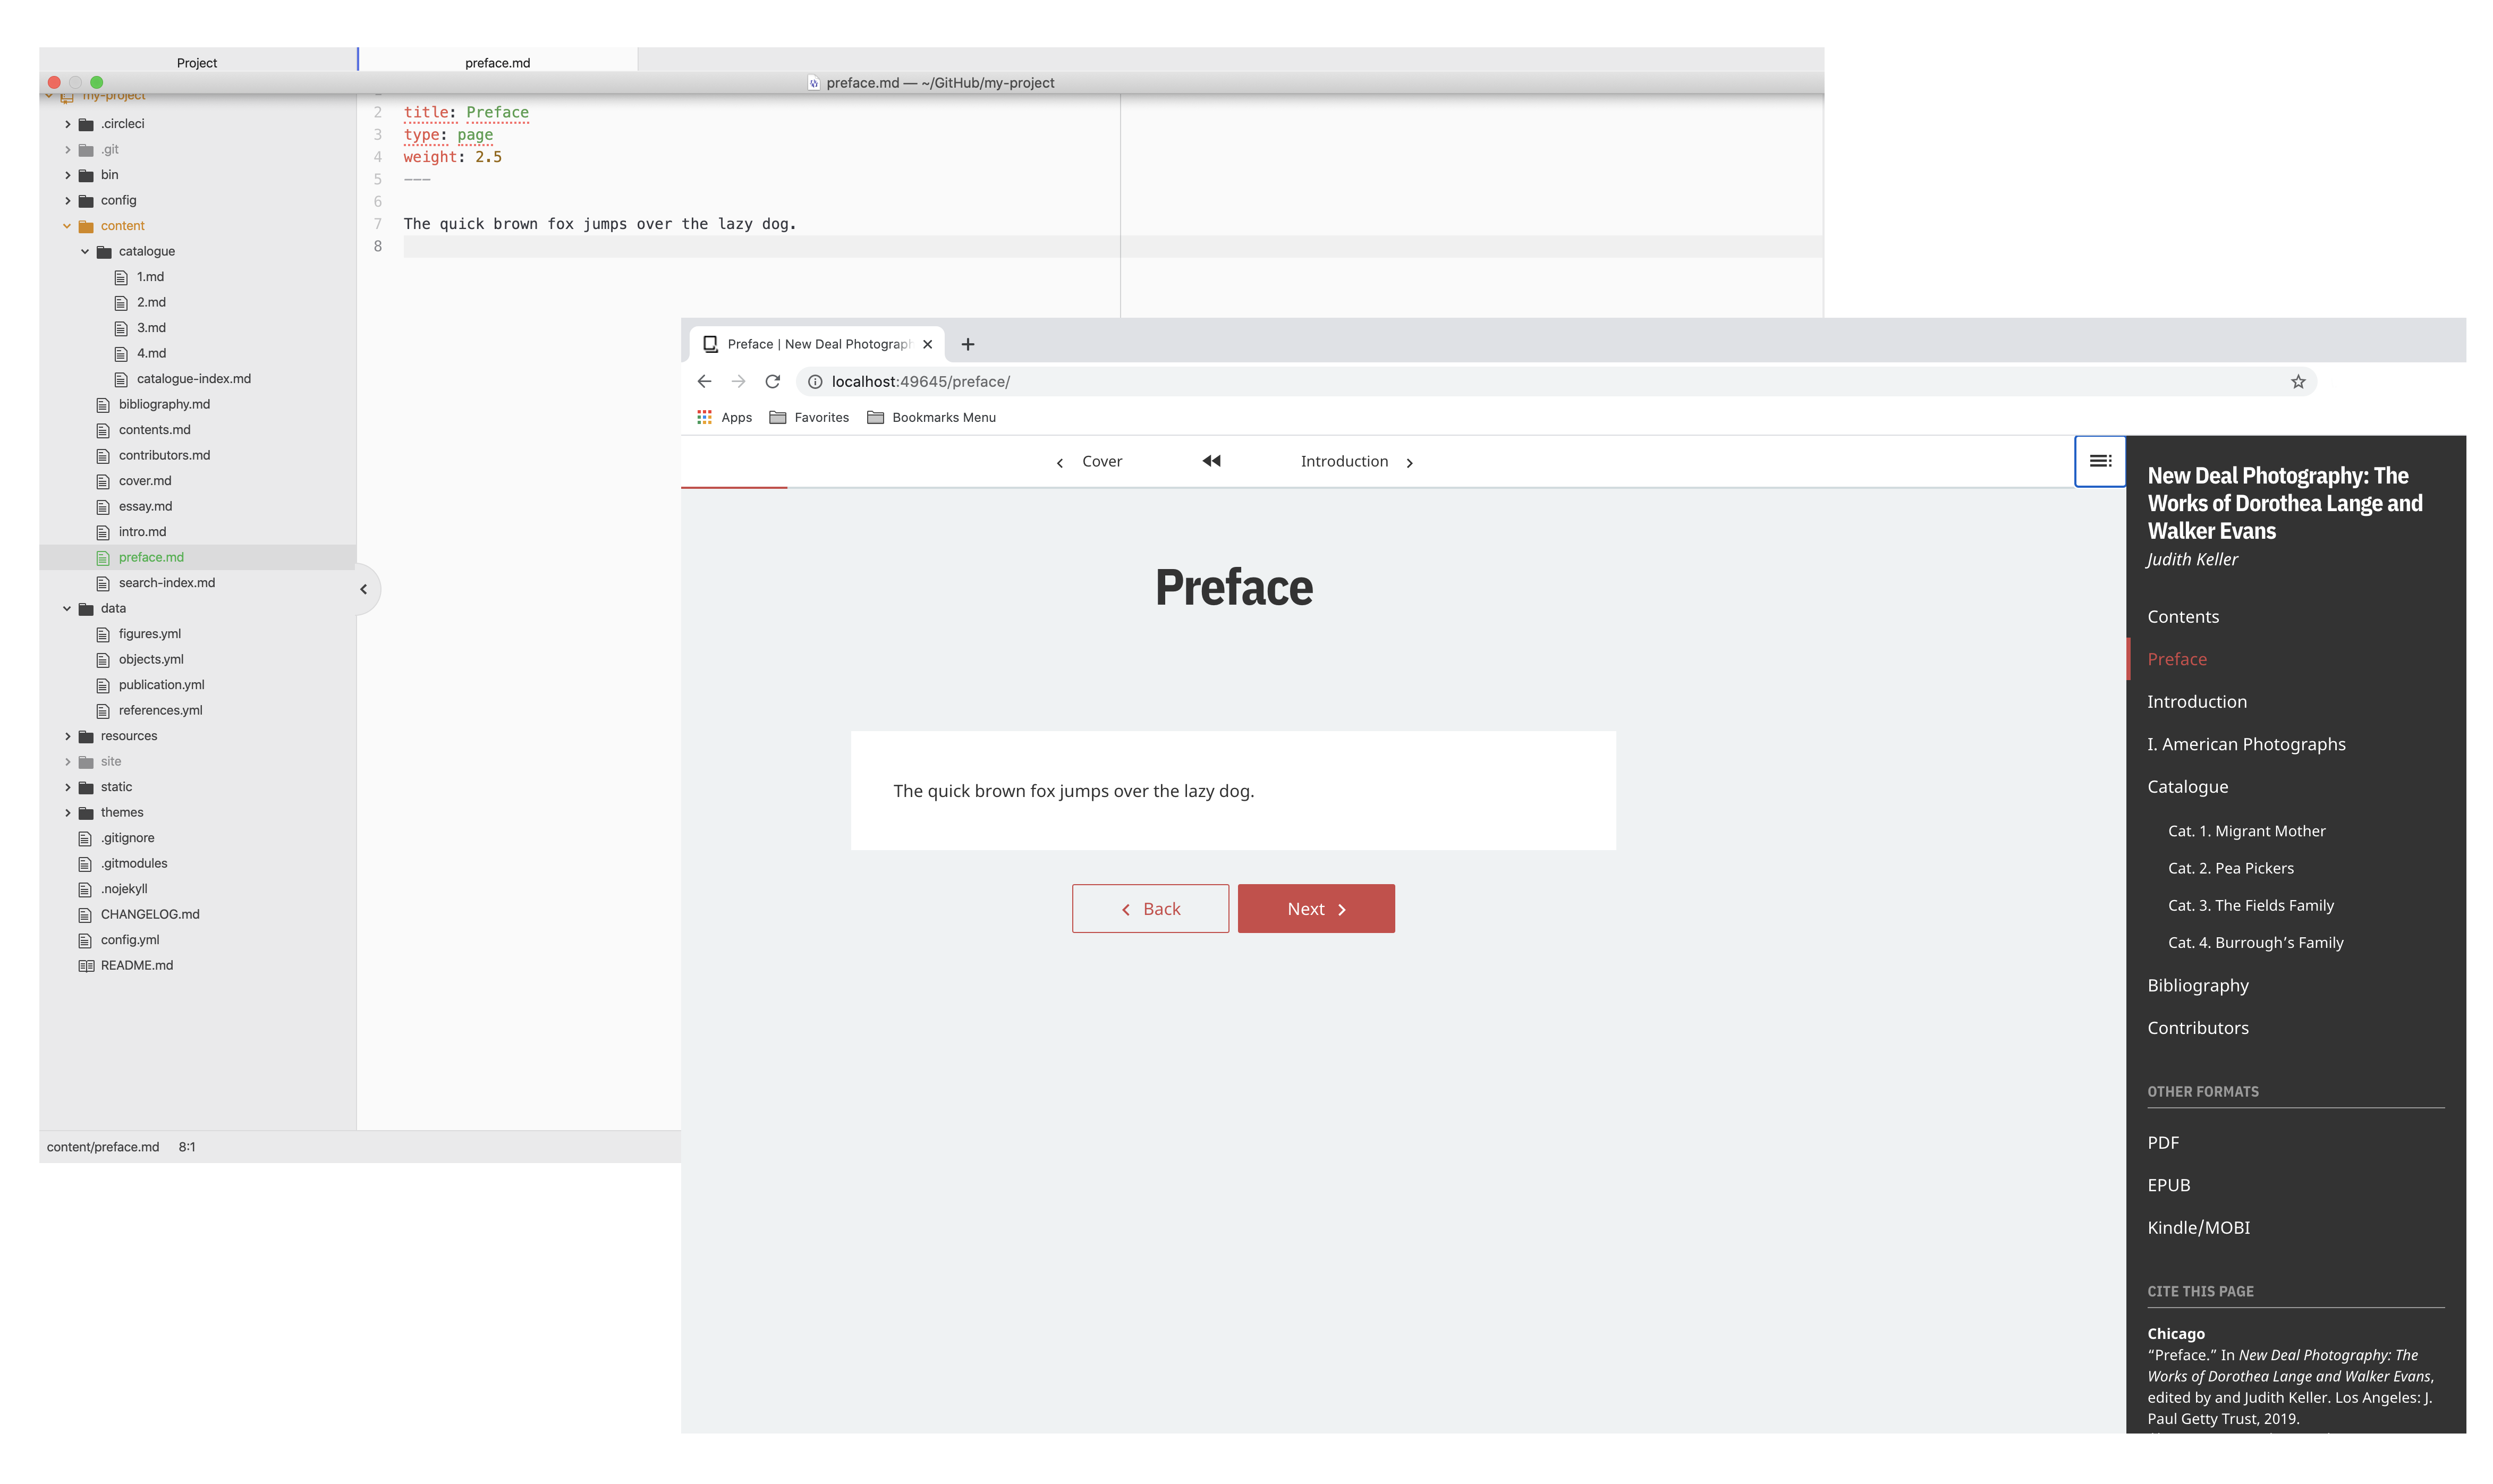 Project
preface.md
preface.md — ~/GitHub/my-project
my-project
.circleci
.git
bin
config
content
catalogue
1.md
2.md
3.md
4.md
catalogue-index.md
bibliography.md
contents.md
contributors.md
cover.md
essay.md
intro.md
preface.md
search-index.md
data
figures.yml
objects.yml
publication.yml
references.yml
resources
site
static
themes
.gitignore
.gitmodules
.nojekyll
CHANGELOG.md
config.yml
README.md
content/preface.md 8:1
2 title: Preface
3 type: page
4 weight: 2.5
5 ---
6
7 The quick brown fox jumps over the lazy dog.
8
Preface | New Deal Photograph
localhost:49645/preface/
Apps Favorites Bookmarks Menu
Cover Introduction
Preface
The quick brown fox jumps over the lazy dog.
Back Next
New Deal Photography: The
Works of Dorothea Lange and
Walker Evans
Judith Keller
Contents
Preface
Introduction
I. American Photographs
Catalogue
Cat. 1. Migrant Mother
Cat. 2. Pea Pickers
Cat. 3. The Fields Family
Cat. 4. Burrough’s Family
Bibliography
Contributors
OTHER FORMATS
PDF
EPUB
Kindle/MOBI
CITE THIS PAGE
Chicago
“Preface.” In New Deal Photography: The
Works of Dorothea Lange and Walker Evans,
edited by and Judith Keller. Los Angeles: J.
Paul Getty Trust, 2019.